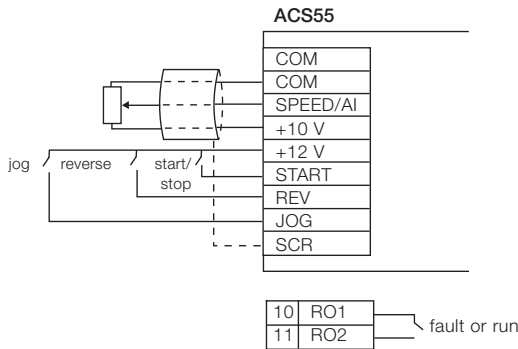 ACS55
COM
COM
SPEED/AI
+10 V
+12 V
jog reverse start/
stop
START
REV
JOG
SCR
10 RO1
11 RO2
fault or run